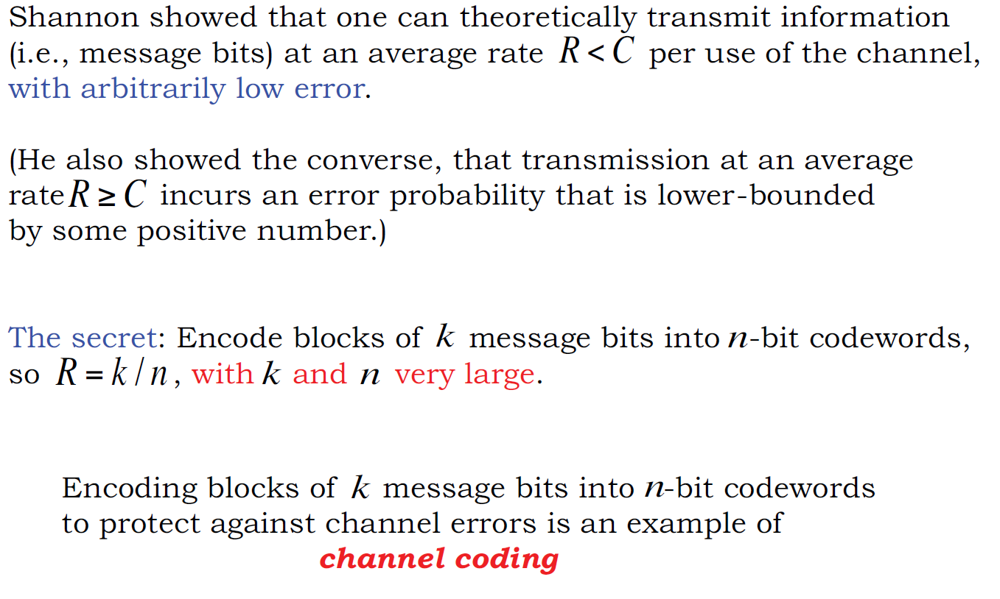 Shannon showed that one can theoretically transmit information
(i.e., message bits) at an average rate R < C per use of the channel,
with arbitrarily low error.
(He also showed the converse, that transmission at an average
rate R ≥ C incurs an error probability that is lower-bounded
by some positive number.)
The secret: Encode blocks of k message bits into n-bit codewords,
so R = k / n, with k and n very large.
Encoding blocks of k message bits into n-bit codewords
to protect against channel errors is an example of
channel coding